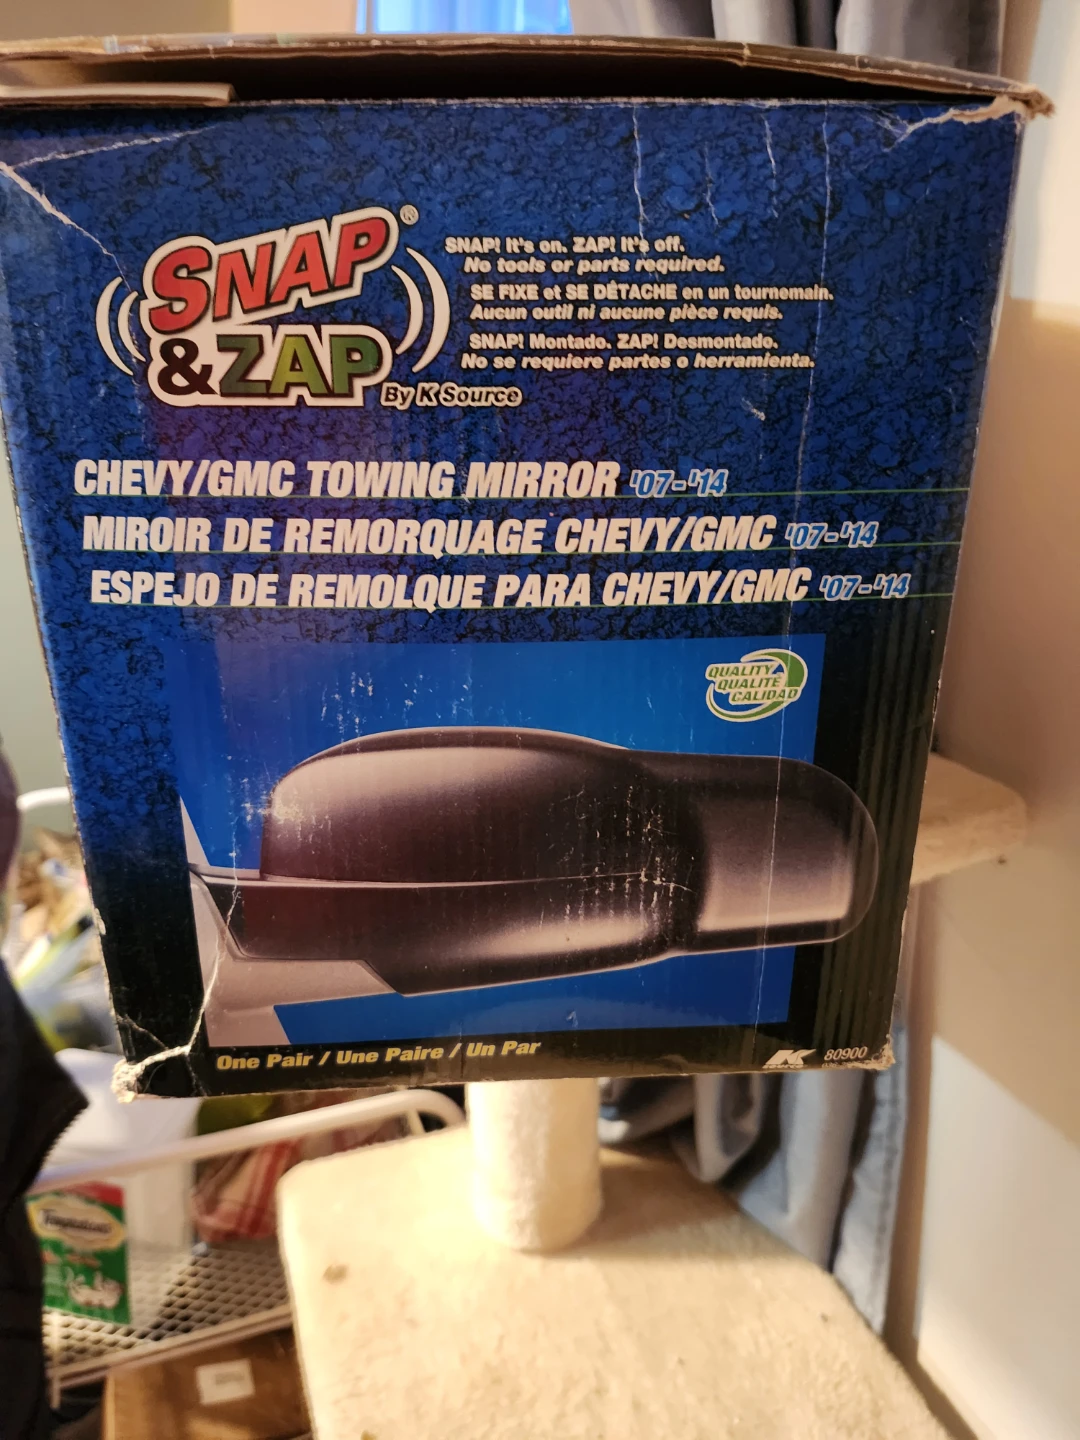 SNAP®
& ZAP
By K Source
SNAP! It's on. ZAP! It's off.
No tools or parts required.
SE FIXE et SE DÉTACHE en un tournemain.
Aucun outil ni aucune pièce requis.
SNAP! Montado. ZAP! Desmontado.
No se requiere partes o herramienta.
CHEVY/GMC TOWING MIRROR '07-'14
MIROIR DE REMORQUAGE CHEVY/GMC '07-'14
ESPEJO DE REMOLQUE PARA CHEVY/GMC '07-'14
QUALITY
QUALITÉ
CALIDAD
One Pair / Une Paire / Un Par
K
source
80900
Temptations